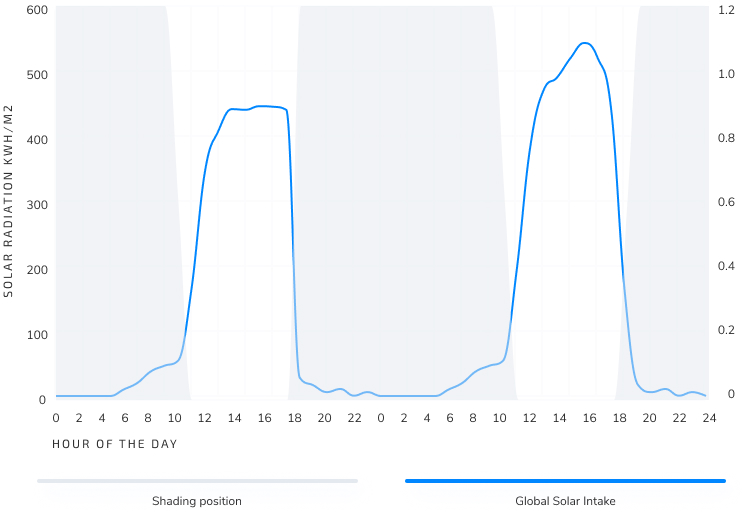 600
500
400
300
200
100
0
SOLAR RADIATION KWH/M2
1.2
1.0
0.8
0.6
0.4
0.2
0
0 2 4 6 8 10 12 14 16 18 20 22 0 2 4 6 8 10 12 14 16 18 20 22 24
HOUR OF THE DAY
Shading position
Global Solar Intake